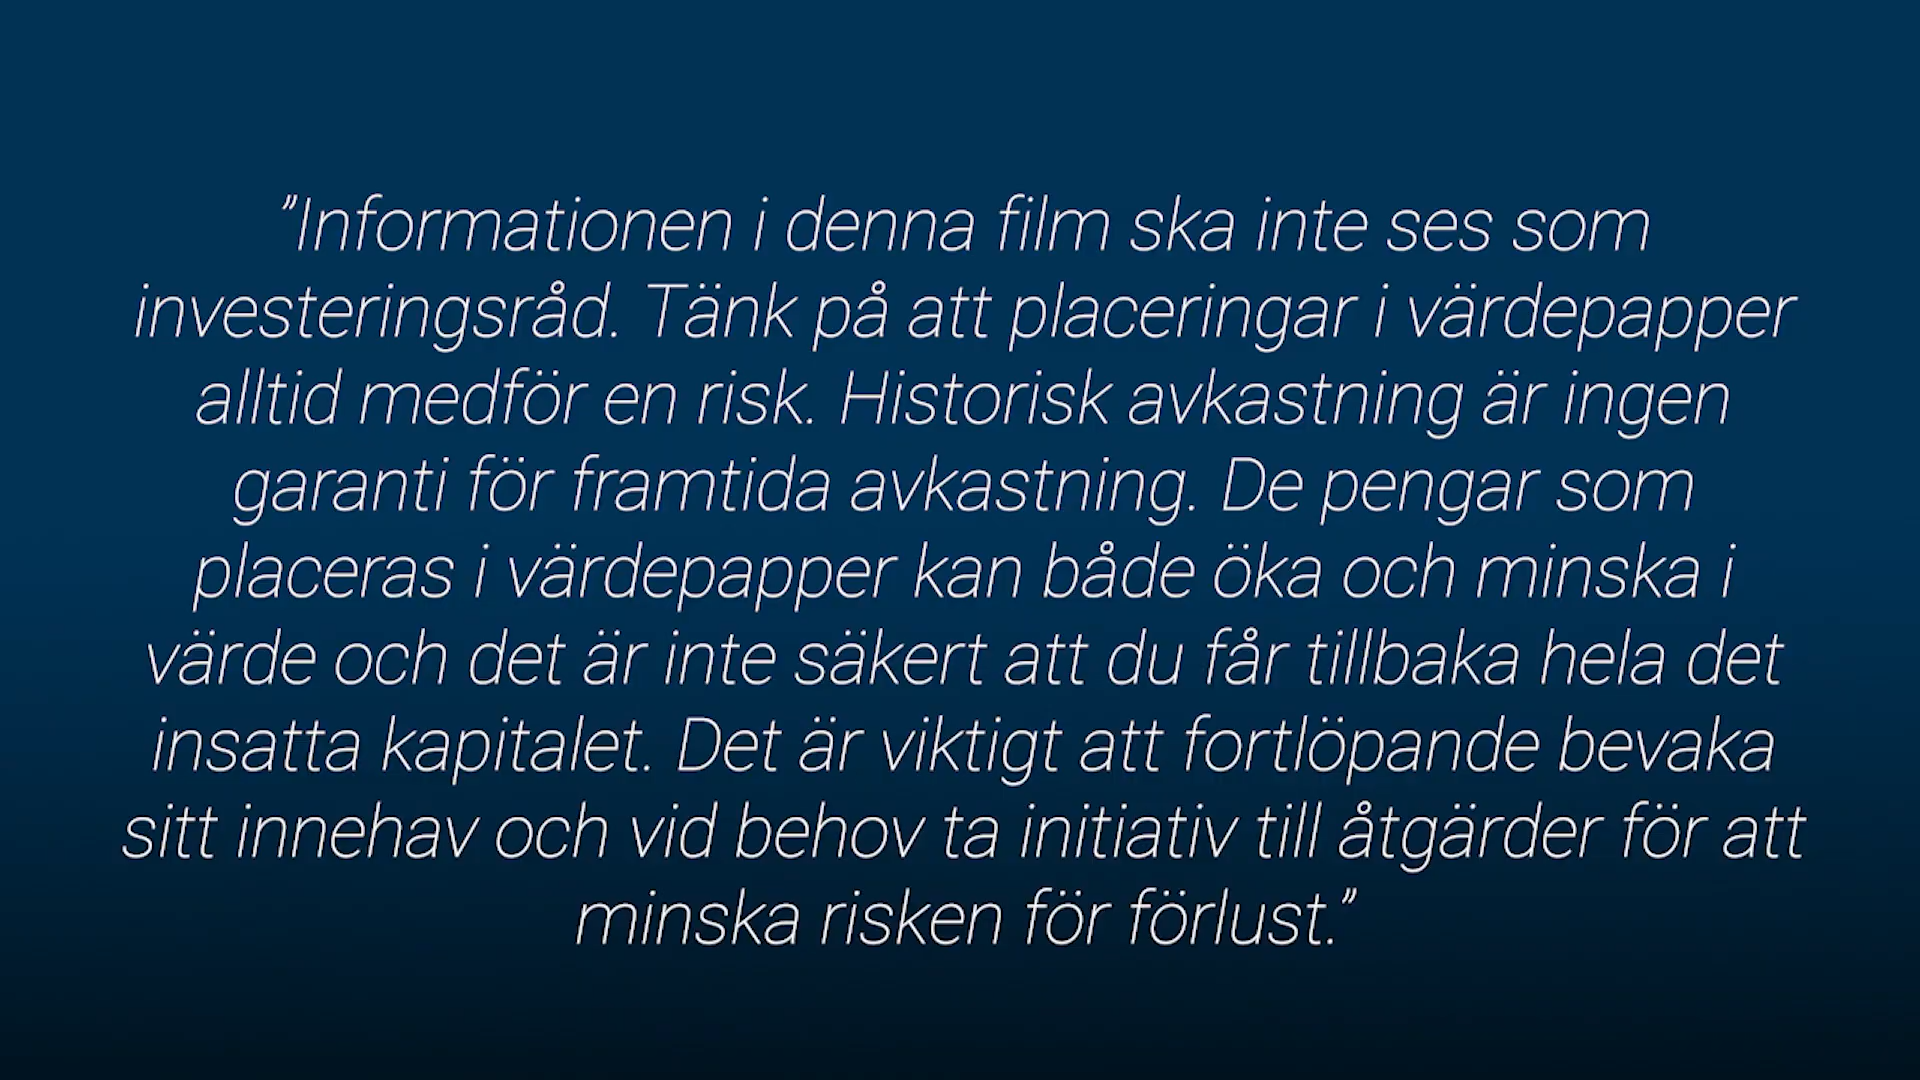 ”Informationen i denna film ska inte ses som
investeringsråd. Tänk på att placeringar i värdepapper
alltid medför en risk. Historisk avkastning är ingen
garanti för framtida avkastning. De pengar som
placeras i värdepapper kan både öka och minska i
värde och det är inte säkert att du får tillbaka hela det
insatta kapitalet. Det är viktigt att fortlöpande bevaka
sitt innehav och vid behov ta initiativ till åtgärder för att
minska risken för förlust.”